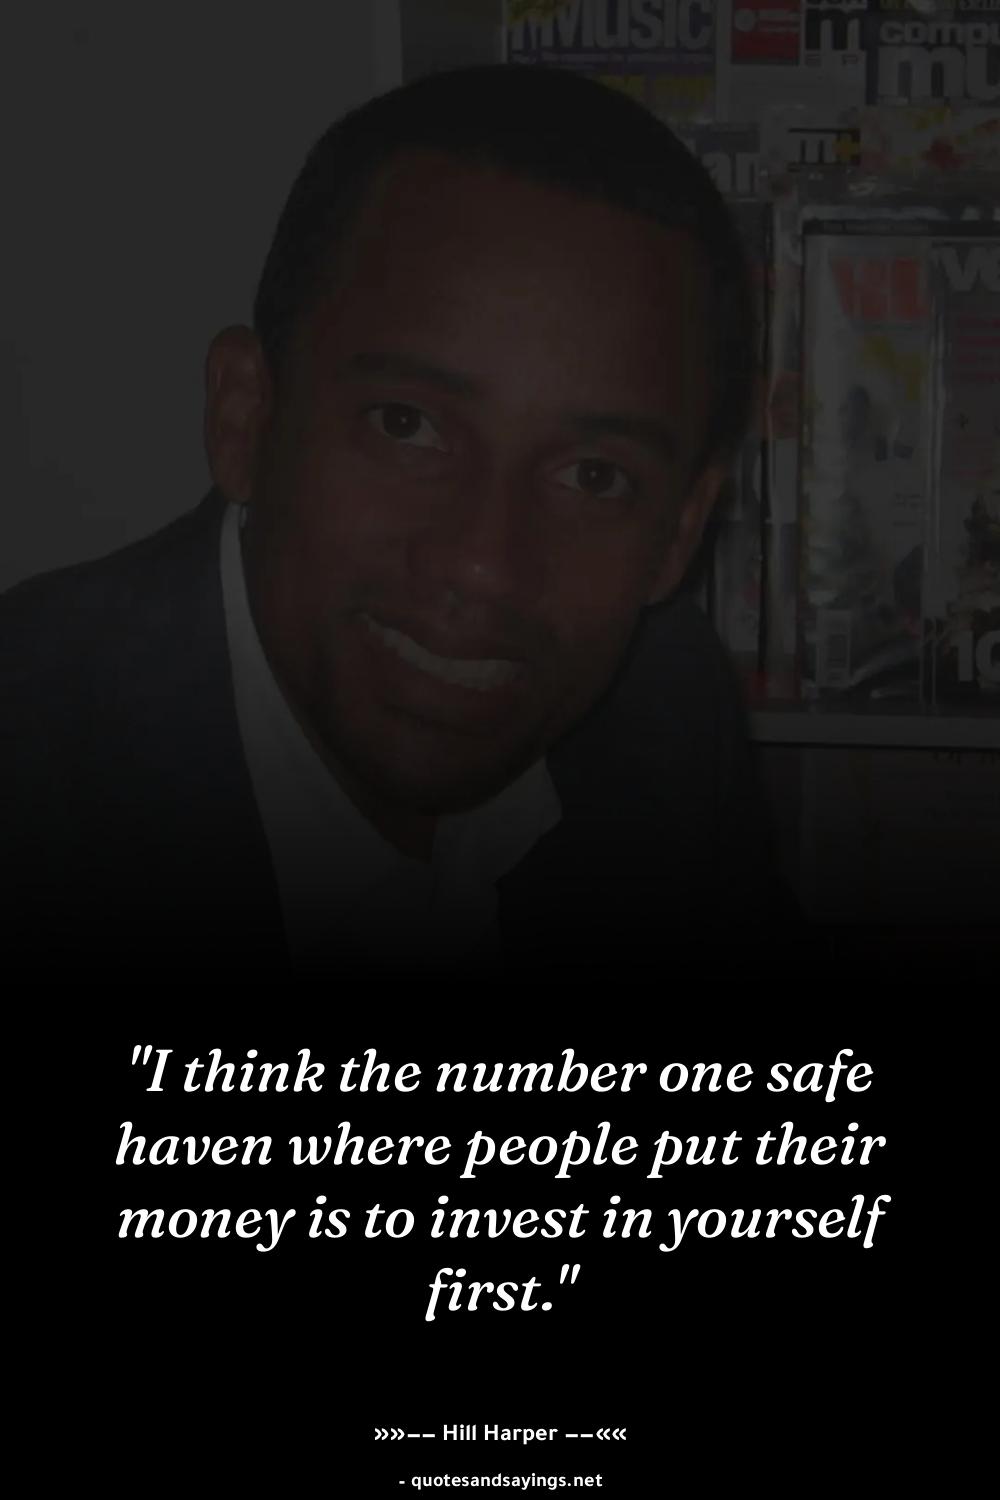 Music
"I think the number one safe
haven where people put their
money is to invest in yourself
first."
»»-- Hill Harper --««
- quotesandsayings.net